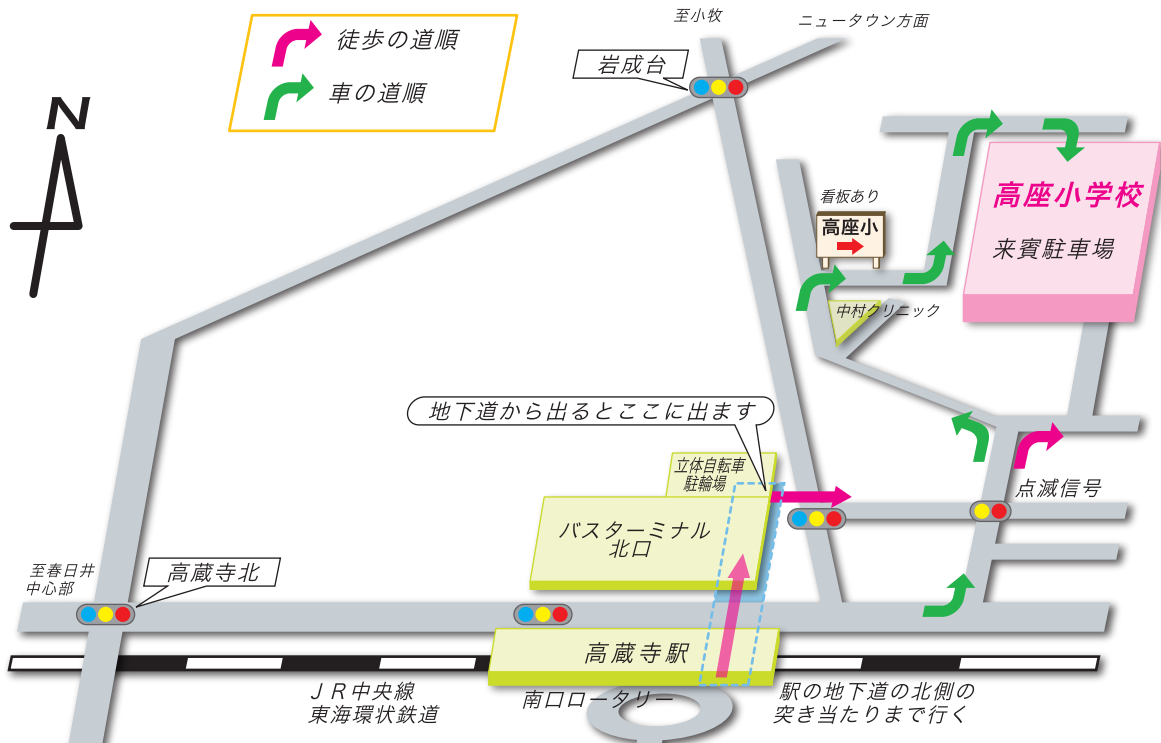 至小牧
ニュータウン方面
徒歩の道順
車の道順
岩成台
N
看板あり
高座小
高座小学校
来賓駐車場
中村クリニック
地下道から出るとここに出ます
立体自転車
駐輪場
点滅信号
バスターミナル
北口
至春日井
中心部
高蔵寺北
高蔵寺駅
JR中央線
東海環状鉄道
南口ロータリー
駅の地下道の北側の
突き当たりまで行く